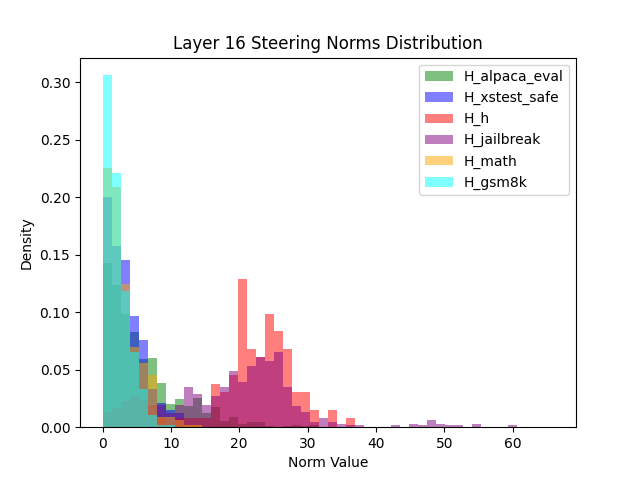 Layer 16 Steering Norms Distribution
Density
0.30
0.25
0.20
0.15
0.10
0.05
0.00
H_alpaca_eval
H_xstest_safe
H_h
H_jailbreak
H_math
H_gsm8k
0 10 20 30 40 50 60
Norm Value